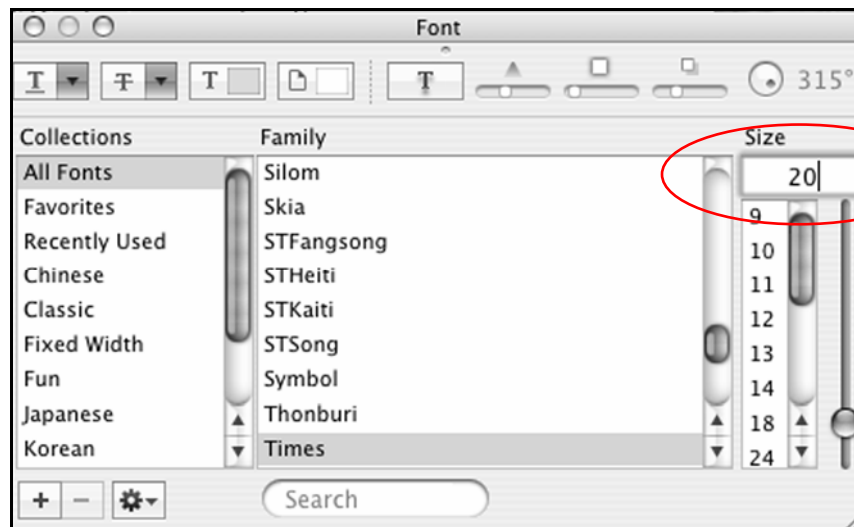 Font
T T T T 315°
Collections Family Size
All Fonts Silom 20
Favorites Skia 9
Recently Used STFangsong 10
Chinese STHeiti 11
Classic STKaiti 12
Fixed Width STSong 13
Fun Symbol 14
Japanese Thonburi 18
Korean Times 24
Search